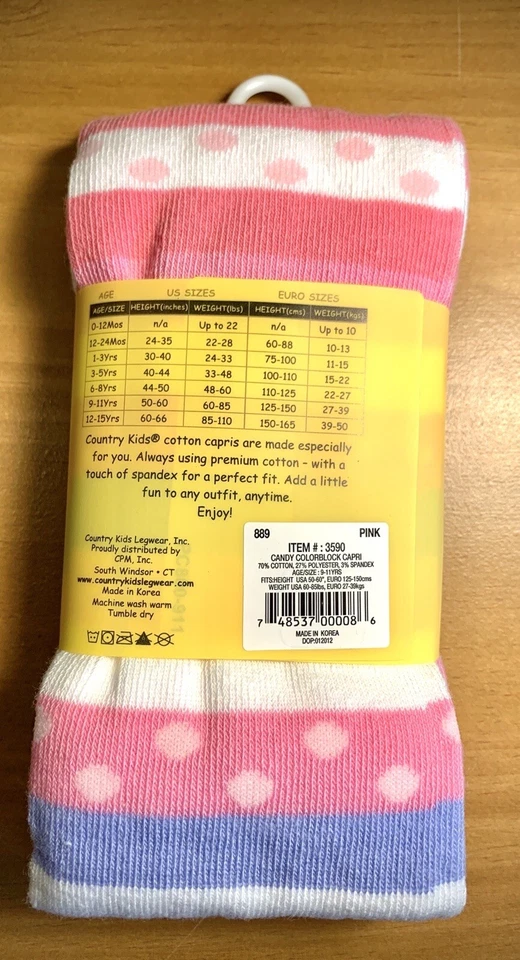 AGE US SIZES EURO SIZES
AGE/SIZE HEIGHT(inches) WEIGHT(lbs) HEIGHT(cms) WEIGHT(kgs)
0-12Mos n/a Up to 22 n/a Up to 10
12-24Mos 24-35 22-28 60-88 10-13
1-3Yrs 30-40 24-33 75-100 11-15
3-5Yrs 40-44 33-48 100-110 15-22
6-8Yrs 44-50 48-60 110-125 22-27
9-11Yrs 50-60 60-85 125-150 27-39
12-15Yrs 60-66 85-110 150-165 39-50
Country Kids® cotton capris are made especially
for you. Always using premium cotton - with a
touch of spandex for a perfect fit. Add a little
fun to any outfit, anytime.
Enjoy!
Country Kids Legwear, Inc.
Proudly distributed by
CPM, Inc.
South Windsor • CT
www.countrykidslegwear.com
Made in Korea
Machine wash warm
Tumble dry
889 PINK
ITEM # : 3590
CANDY COLORBLOCK CAPRI
70% COTTON, 27% POLYESTER, 3% SPANDEX
AGE/SIZE : 9-11YRS
FITS:HEIGHT USA 50-60", EURO 125-150cms
WEIGHT USA 60-85lbs, EURO 27-39kgs
7 48537 00008 6
MADE IN KOREA
DOP:012012